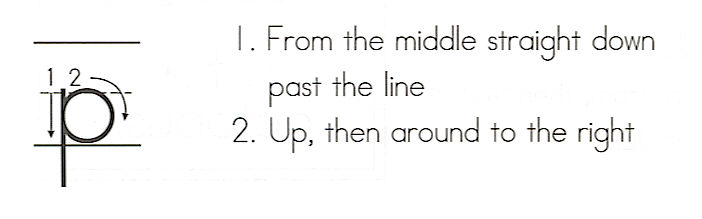 1. From the middle straight down
past the line
2. Up, then around to the right
1 2
p